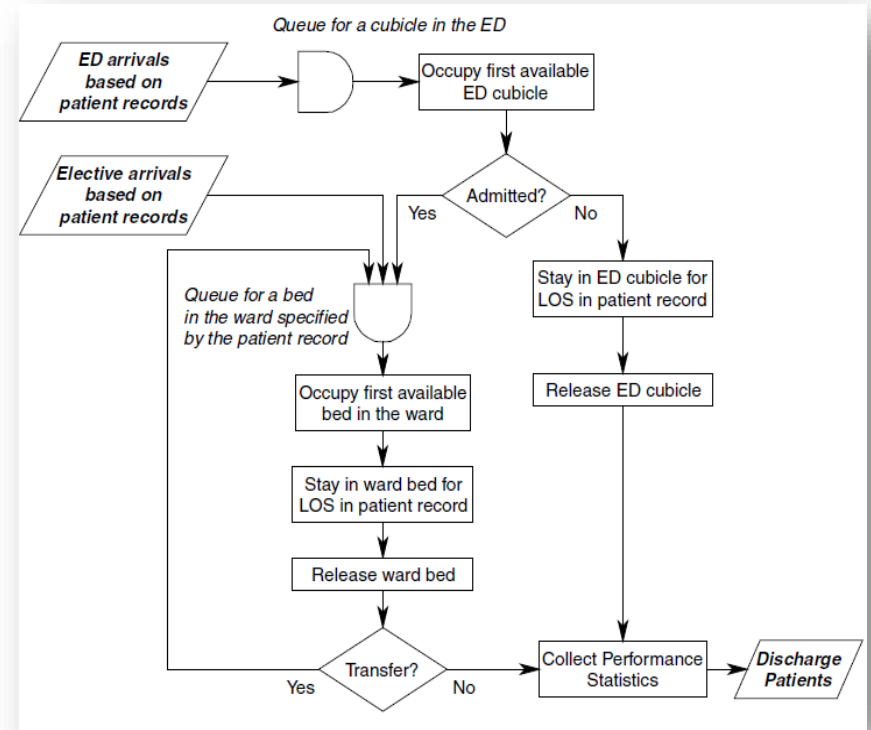 Queue for a cubicle in the ED
ED arrivals
based on
patient records
Occupy first available
ED cubicle
Elective arrivals
based on
patient records
Admitted?
Yes
No
Queue for a bed
in the ward specified
by the patient record
Stay in ED cubicle for
LOS in patient record
Occupy first available
bed in the ward
Release ED cubicle
Stay in ward bed for
LOS in patient record
Release ward bed
Transfer?
Yes
No
Collect Performance
Statistics
Discharge
Patients